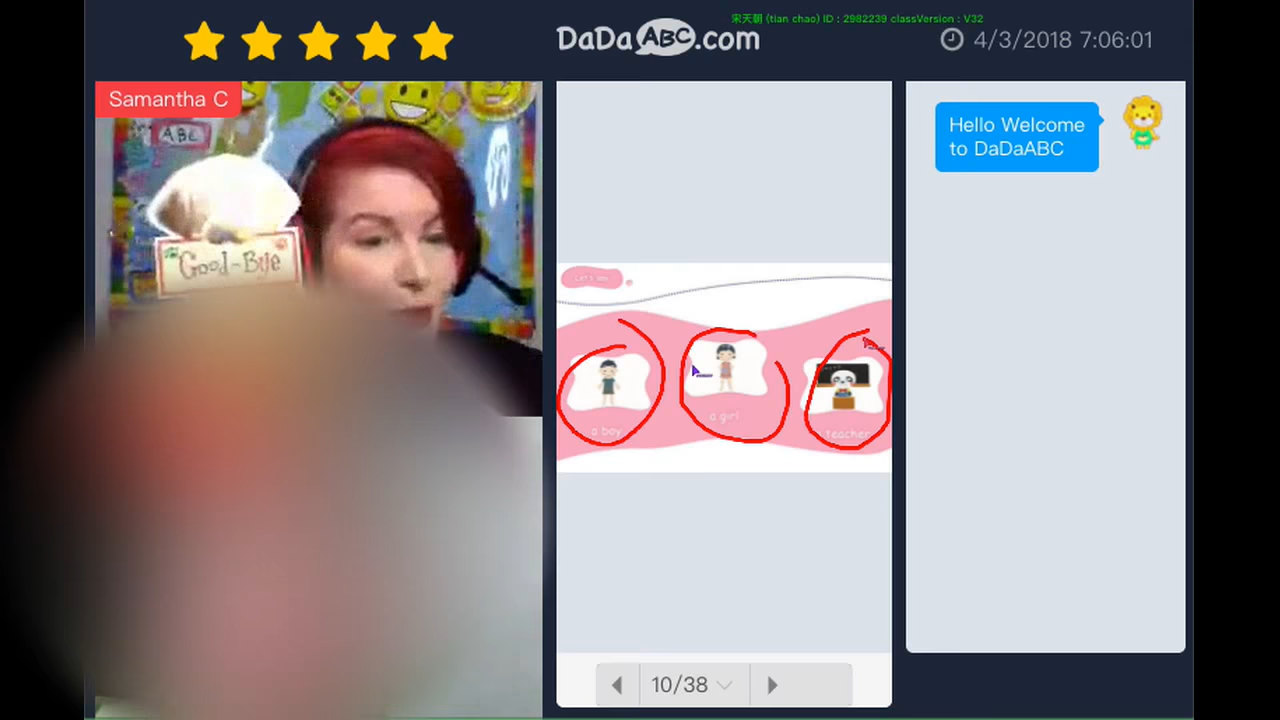 宋天朝 (tian chao) ID : 2982239 classVersion : V32
DaDaABC.com
4/3/2018 7:06:01
Samantha C
ABC
Good-Bye
Hello Welcome
to DaDaABC
a boy
a girl
teacher
10/38